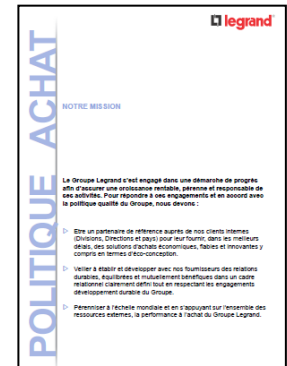 legrand
POLITIQUE ACHAT
NOTRE MISSION
Le Groupe Legrand s'est engagé dans une démarche de progrès
afin d'assurer une croissance rentable, pérenne et responsable de
ses activités. Pour répondre à ces engagements et en accord avec
la politique qualité du Groupe, nous devons :
Etre un partenaire de référence auprès de nos clients internes
(Divisions, Directions et pays) pour leur fournir, dans les meilleurs
délais, des solutions d'achats économiques, fiables et innovantes y
compris en termes d'éco-conception.
Veiller à établir et développer avec nos fournisseurs des relations
durables, équilibrées et mutuellement bénéfiques dans un cadre
relationnel clairement défini tout en respectant les engagements
développement durable du Groupe.
Pérenniser à l'échelle mondiale et en s'appuyant sur l'ensemble des
ressources externes, la performance à l'achat du Groupe Legrand.